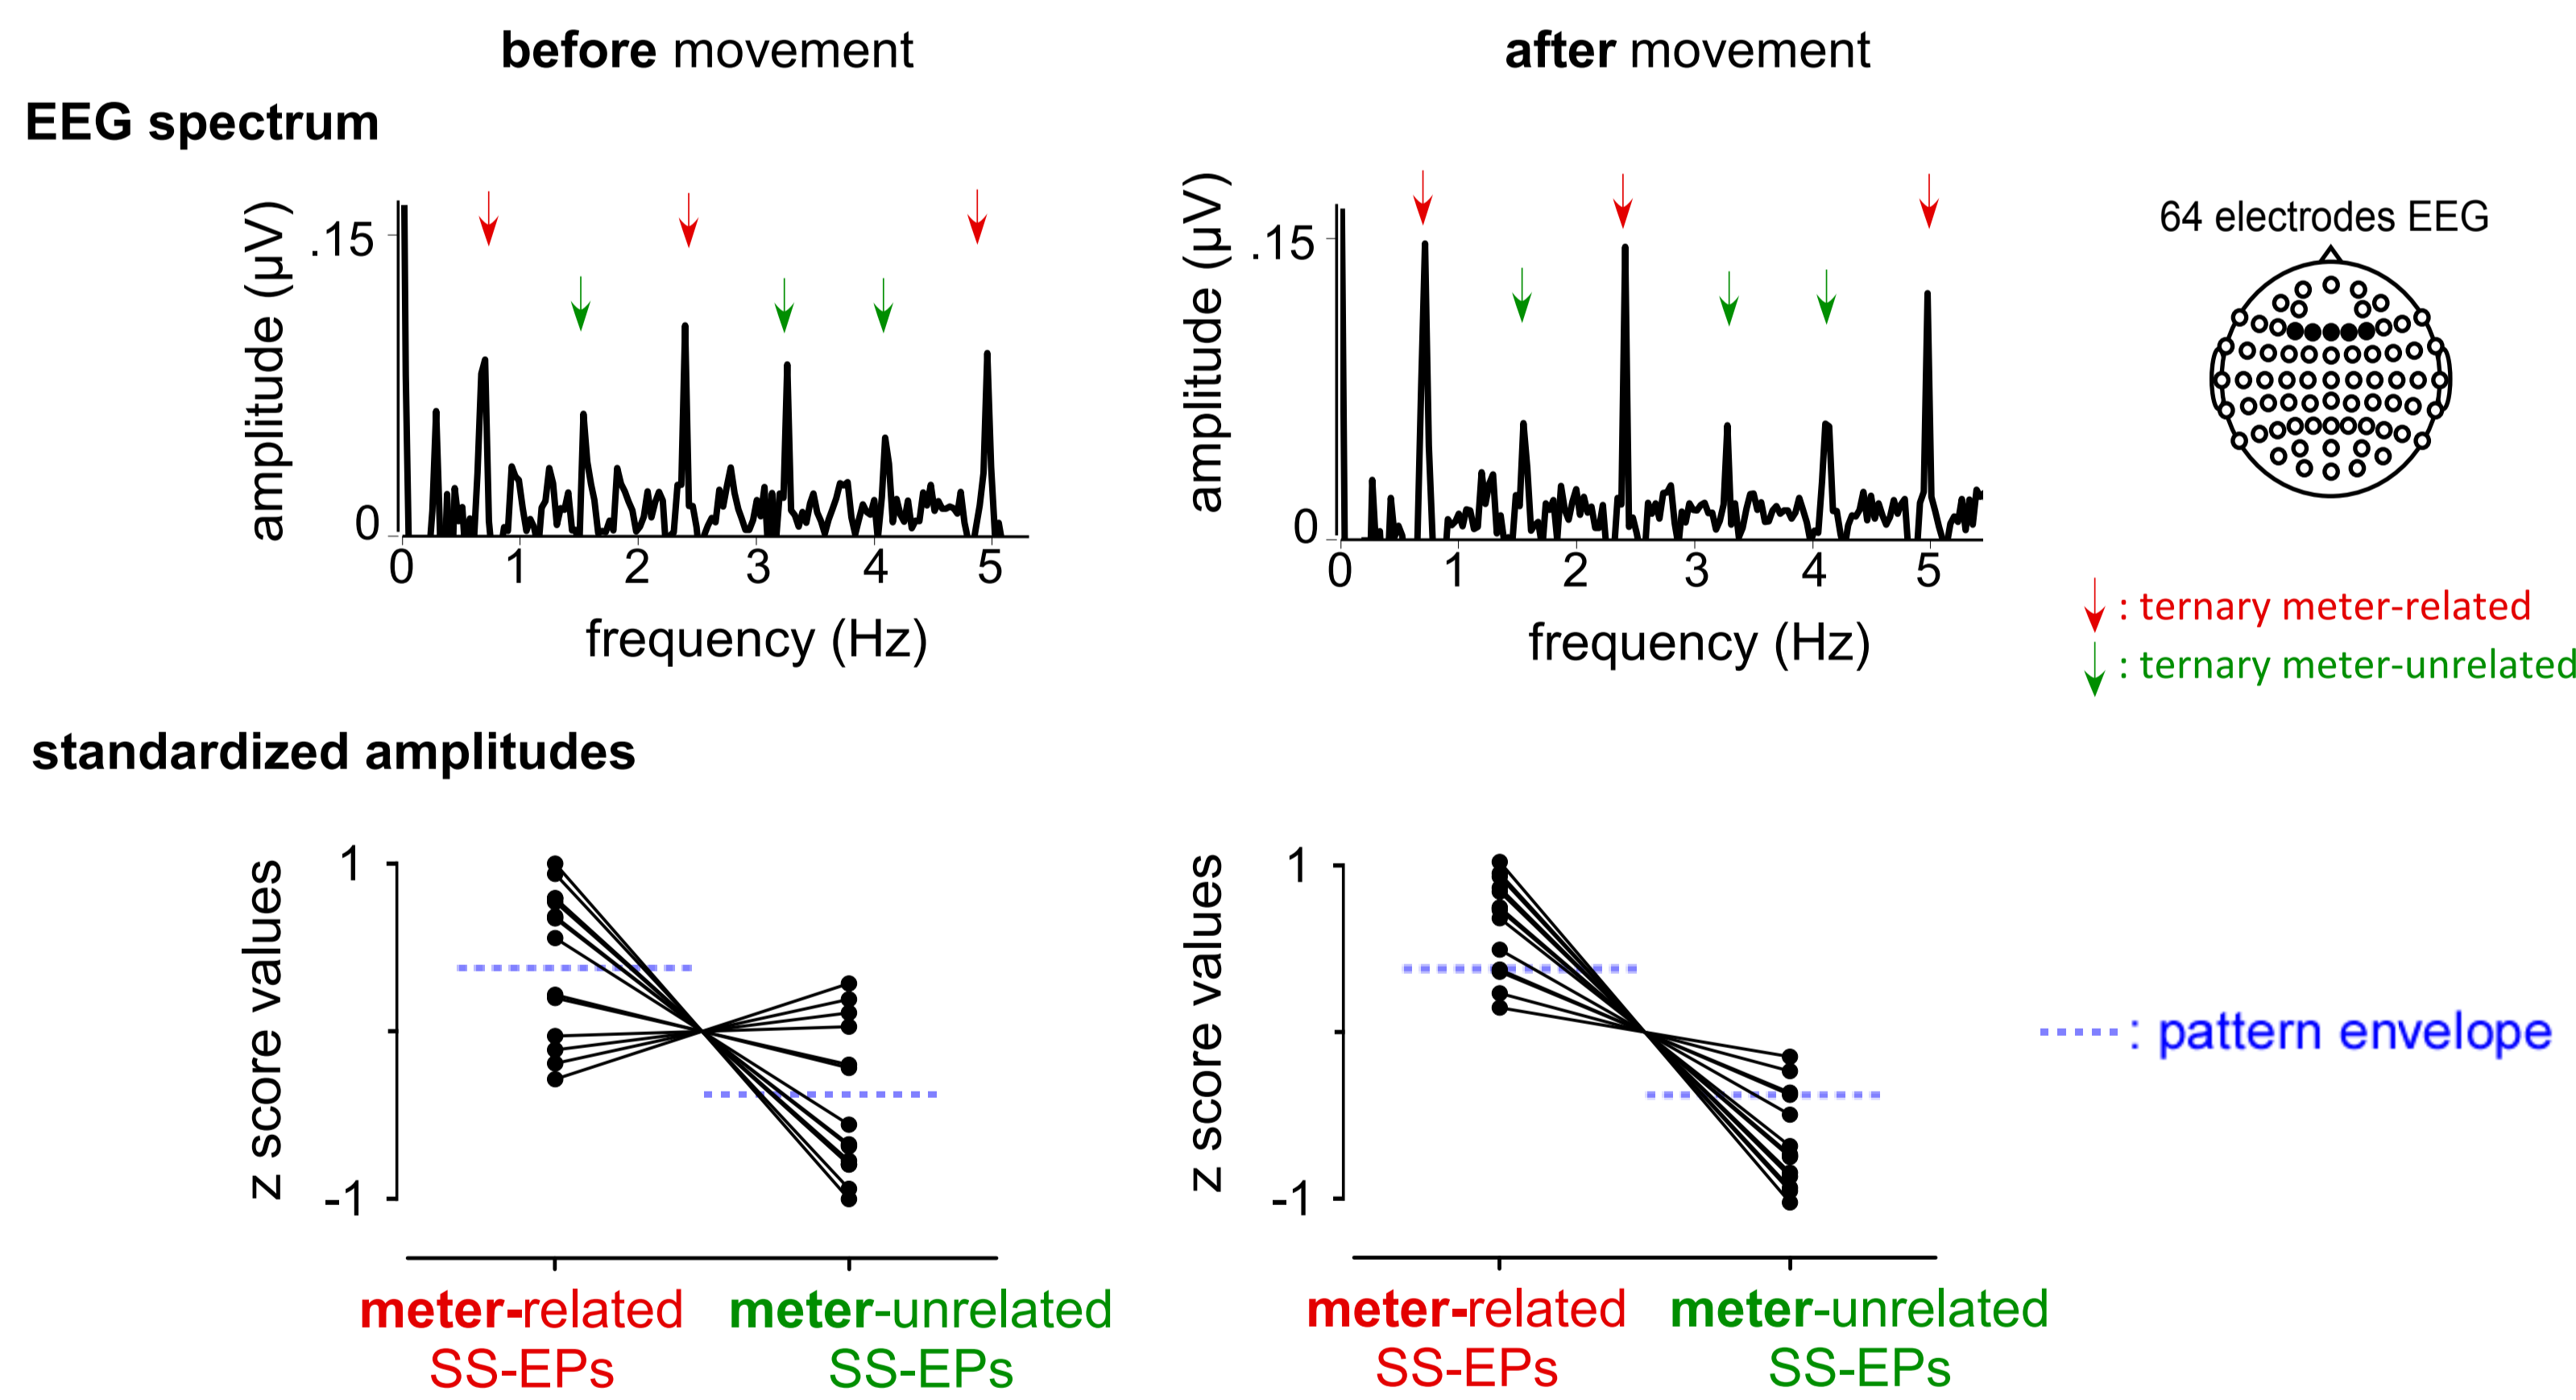 before movement
after movement
EEG spectrum
amplitude (µV)
.15
0
0 1 2 3 4 5
frequency (Hz)
amplitude (µV)
.15
0
0 1 2 3 4 5
frequency (Hz)
64 electrodes EEG
: ternary meter-related
: ternary meter-unrelated
standardized amplitudes
z score values
1
-1
meter-related
SS-EPs
meter-unrelated
SS-EPs
z score values
1
-1
meter-related
SS-EPs
meter-unrelated
SS-EPs
: pattern envelope